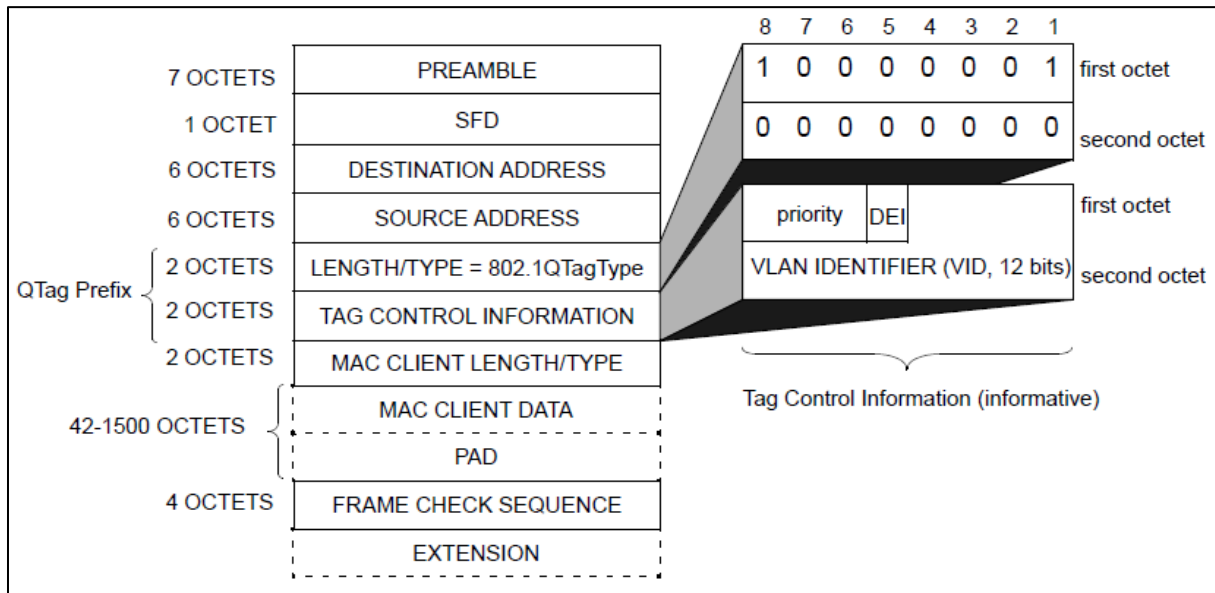 8 7 6 5 4 3 2 1
7 OCTETS PREAMBLE 1 0 0 0 0 0 0 1 first octet
1 OCTET SFD 0 0 0 0 0 0 0 0 second octet
6 OCTETS DESTINATION ADDRESS
6 OCTETS SOURCE ADDRESS priority DEI first octet
QTag Prefix 2 OCTETS LENGTH/TYPE = 802.1QTagType VLAN IDENTIFIER (VID, 12 bits) second octet
2 OCTETS TAG CONTROL INFORMATION
2 OCTETS MAC CLIENT LENGTH/TYPE
Tag Control Information (informative)
42-1500 OCTETS MAC CLIENT DATA
PAD
4 OCTETS FRAME CHECK SEQUENCE
EXTENSION